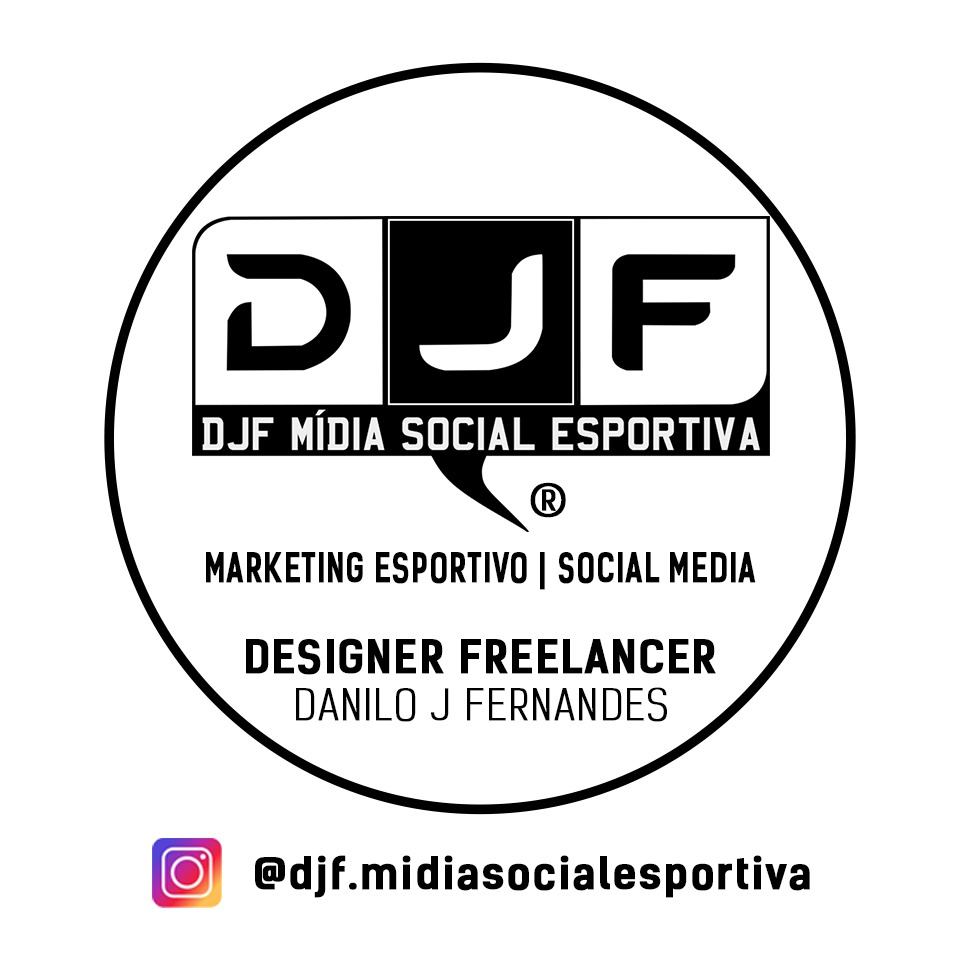 DJF
DJF MÍDIA SOCIAL ESPORTIVA
®
MARKETING ESPORTIVO | SOCIAL MEDIA
DESIGNER FREELANCER
DANILO J FERNANDES
@djf.midiasocialesportiva